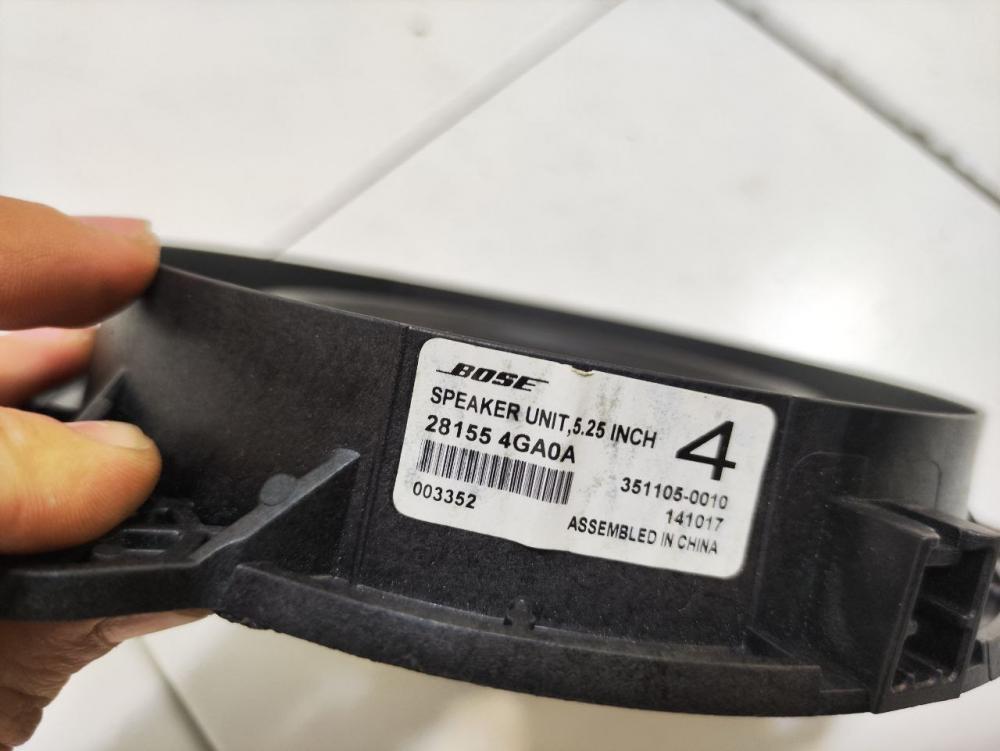 BOSE
SPEAKER UNIT,5.25 INCH
28155 4GA0A
4
003352
351105-0010
141017
ASSEMBLED IN CHINA